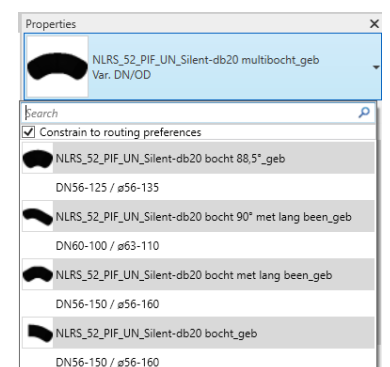 Properties
NLRS_52_PIF_UN_Silent-db20 multibocht_geb
Var. DN/OD
Search
Constrain to routing preferences
NLRS_52_PIF_UN_Silent-db20 bocht 88,5°_geb
DN56-125 / ø56-135
NLRS_52_PIF_UN_Silent-db20 bocht 90° met lang been_geb
DN60-100 / ø63-110
NLRS_52_PIF_UN_Silent-db20 bocht met lang been_geb
DN56-150 / ø56-160
NLRS_52_PIF_UN_Silent-db20 bocht_geb
DN56-150 / ø56-160